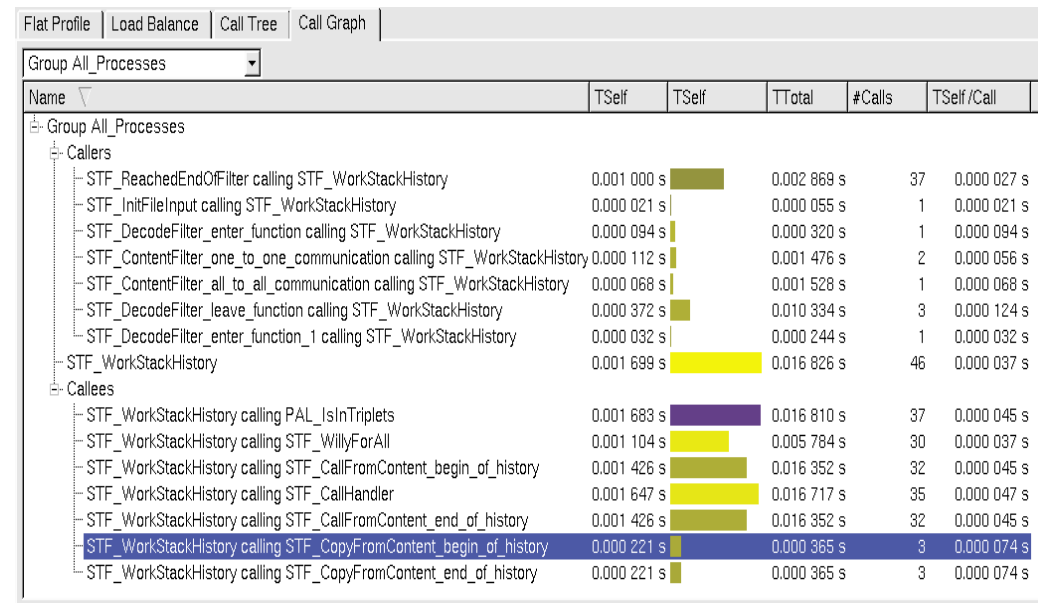 Flat Profile Load Balance Call Tree Call Graph
Group All_Processes
Name TSelf TSelf TTotal #Calls TSelf/Call
Group All_Processes
Callers
STF_ReachedEndOfFilter calling STF_WorkStackHistory 0.001 000 s 0.002 869 s 37 0.000 027 s
STF_InitFileInput calling STF_WorkStackHistory 0.000 021 s 0.000 055 s 1 0.000 021 s
STF_DecodeFilter_enter_function calling STF_WorkStackHistory 0.000 094 s 0.000 320 s 1 0.000 094 s
STF_ContentFilter_one_to_one_communication calling STF_WorkStackHistory 0.000 112 s 0.001 476 s 2 0.000 056 s
STF_ContentFilter_all_to_all_communication calling STF_WorkStackHistory 0.000 068 s 0.001 528 s 1 0.000 068 s
STF_DecodeFilter_leave_function calling STF_WorkStackHistory 0.000 372 s 0.010 334 s 3 0.000 124 s
STF_DecodeFilter_enter_function_1 calling STF_WorkStackHistory 0.000 032 s 0.000 244 s 1 0.000 032 s
STF_WorkStackHistory 0.001 699 s 0.016 826 s 46 0.000 037 s
Callees
STF_WorkStackHistory calling PAL_IsInTriplets 0.001 683 s 0.016 810 s 37 0.000 045 s
STF_WorkStackHistory calling STF_WillyForAll 0.001 104 s 0.005 784 s 30 0.000 037 s
STF_WorkStackHistory calling STF_CallFromContent_begin_of_history 0.001 426 s 0.016 352 s 32 0.000 045 s
STF_WorkStackHistory calling STF_CallHandler 0.001 647 s 0.016 717 s 35 0.000 047 s
STF_WorkStackHistory calling STF_CallFromContent_end_of_history 0.001 426 s 0.016 352 s 32 0.000 045 s
STF_WorkStackHistory calling STF_CopyFromContent_begin_of_history 0.000 221 s 0.000 365 s 3 0.000 074 s
STF_WorkStackHistory calling STF_CopyFromContent_end_of_history 0.000 221 s 0.000 365 s 3 0.000 074 s